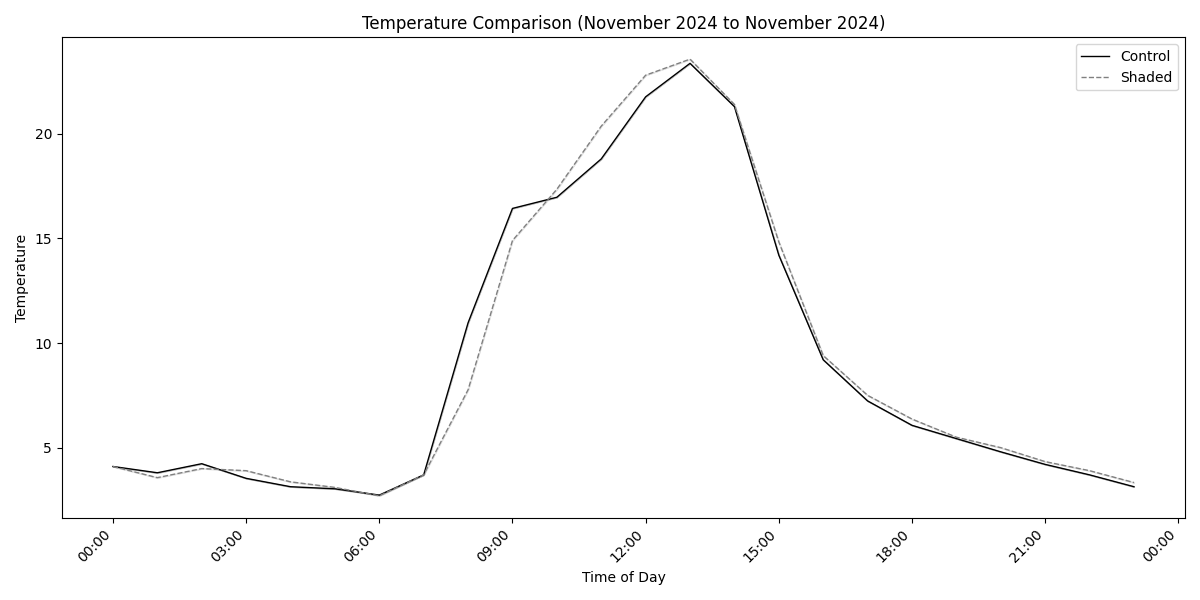 Temperature Comparison (November 2024 to November 2024)
Control
Shaded
Temperature
20
15
10
5
00:00
03:00
06:00
09:00
12:00
15:00
18:00
21:00
00:00
Time of Day